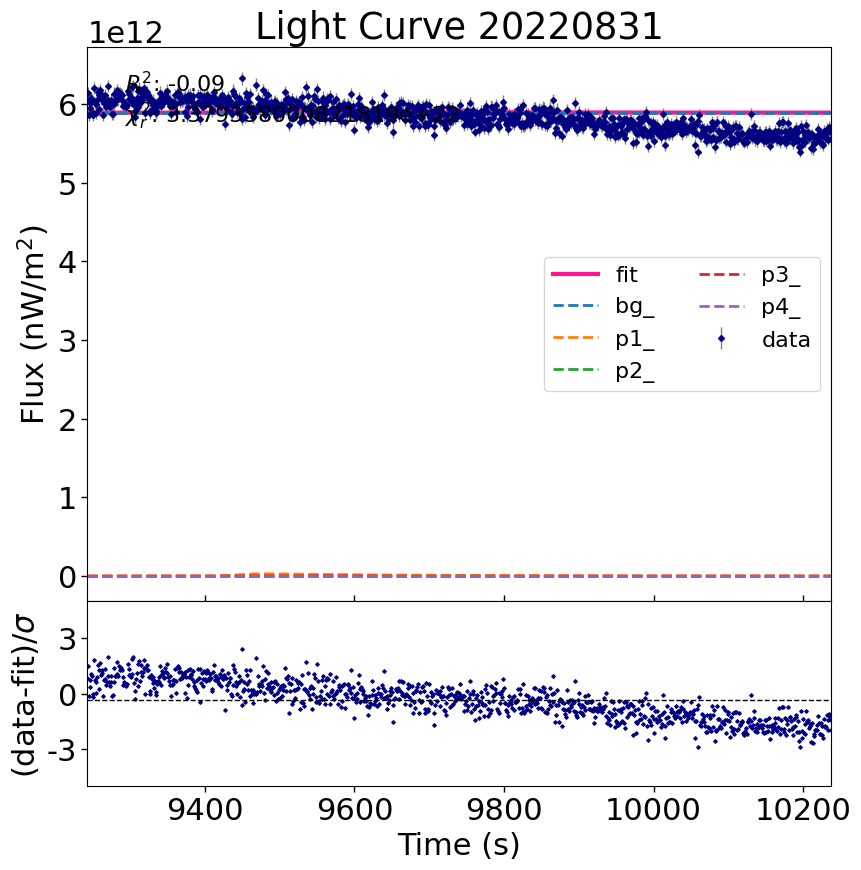 Light Curve 20220831
1e12
R²: -0.09
6
5
4
3
2
1
0
Flux (nW/m²)
fit
bg_
p1_
p2_
p3_
p4_
data
3
0
-3
(data-fit)/σ
9400
9600
9800
10000
10200
Time (s)